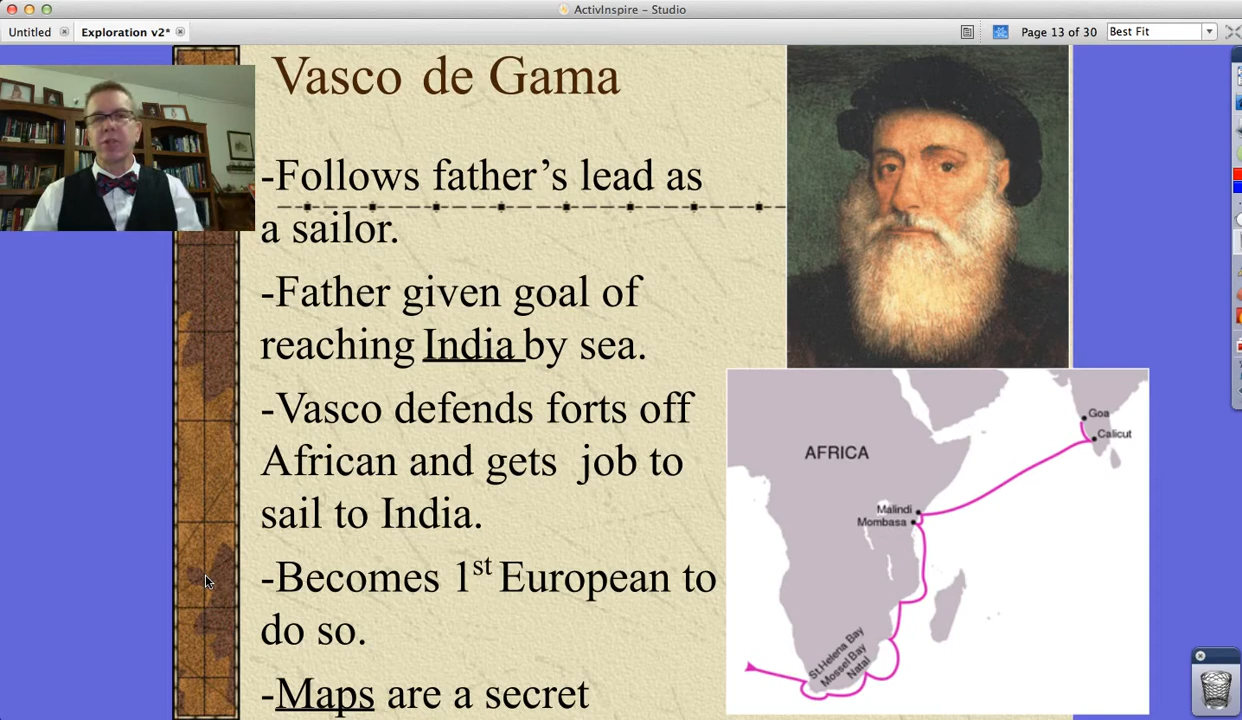 ActivInspire – Studio
Untitled
Exploration v2*
Page 13 of 30
Best Fit
Vasco de Gama
-Follows father’s lead as
a sailor.
-Father given goal of
reaching India by sea.
-Vasco defends forts off
African and gets job to
sail to India.
-Becomes 1st European to
do so.
-Maps are a secret
Goa
Calicut
AFRICA
Malindi
Mombasa
St.Helena Bay
Mossel Bay
Natal